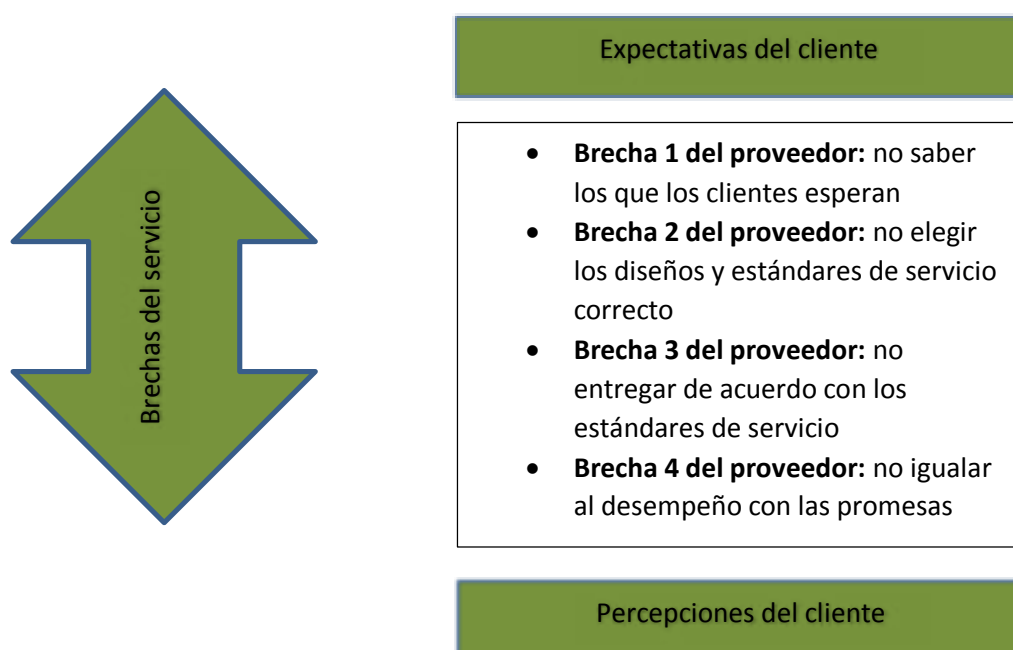 Expectativas del cliente
Brechas del servicio
• Brecha 1 del proveedor: no saber
los que los clientes esperan
• Brecha 2 del proveedor: no elegir
los diseños y estándares de servicio
correcto
• Brecha 3 del proveedor: no
entregar de acuerdo con los
estándares de servicio
• Brecha 4 del proveedor: no igualar
al desempeño con las promesas
Percepciones del cliente